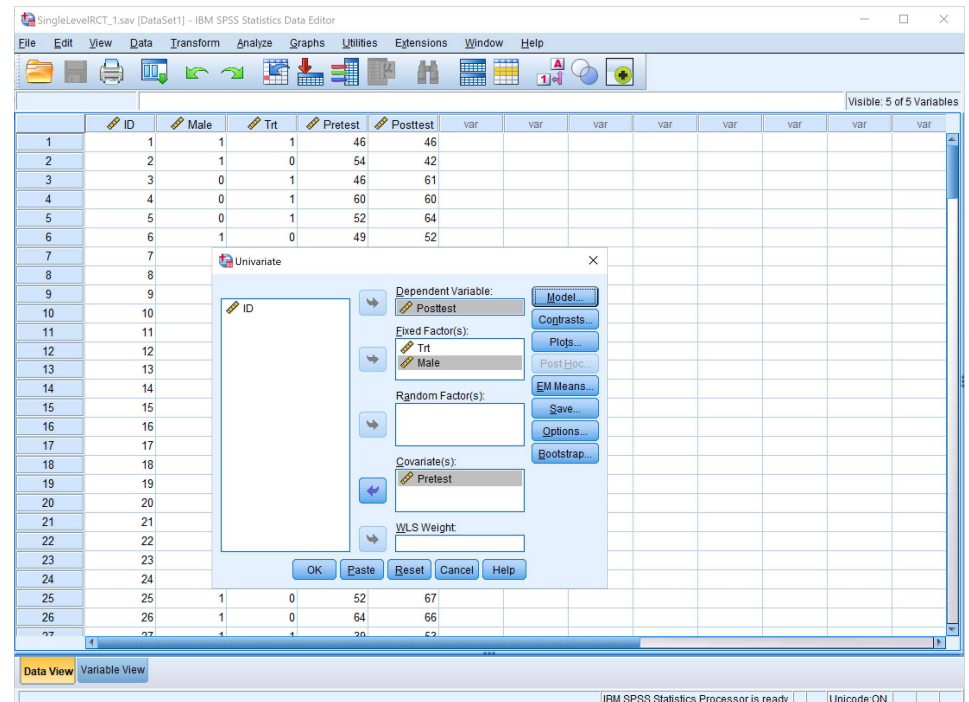 SingleLevelRCT_1.sav [DataSet1] - IBM SPSS Statistics Data Editor
File Edit View Data Transform Analyze Graphs Utilities Extensions Window Help
Visible: 5 of 5 Variables
ID Male Trt Pretest Posttest var var var var var var var var
1 1 1 1 46 46
2 2 1 0 54 42
3 3 0 1 46 61
4 4 0 1 60 60
5 5 0 1 52 64
6 6 1 0 49 52
7 7
8 8
9 9
10 10
11 11
12 12
13 13
14 14
15 15
16 16
17 17
18 18
19 19
20 20
21 21
22 22
23 23
24 24
25 25 1 0 52 67
26 26 1 0 64 66
27 27 1 1 39 53
Univariate
ID
Dependent Variable:
Posttest
Fixed Factor(s):
Trt
Male
Random Factor(s):
Covariate(s):
Pretest
WLS Weight:
Model...
Contrasts...
Plots...
Post Hoc...
EM Means...
Save...
Options...
Bootstrap...
OK Paste Reset Cancel Help
Data View Variable View
IBM SPSS Statistics Processor is ready Unicode:ON